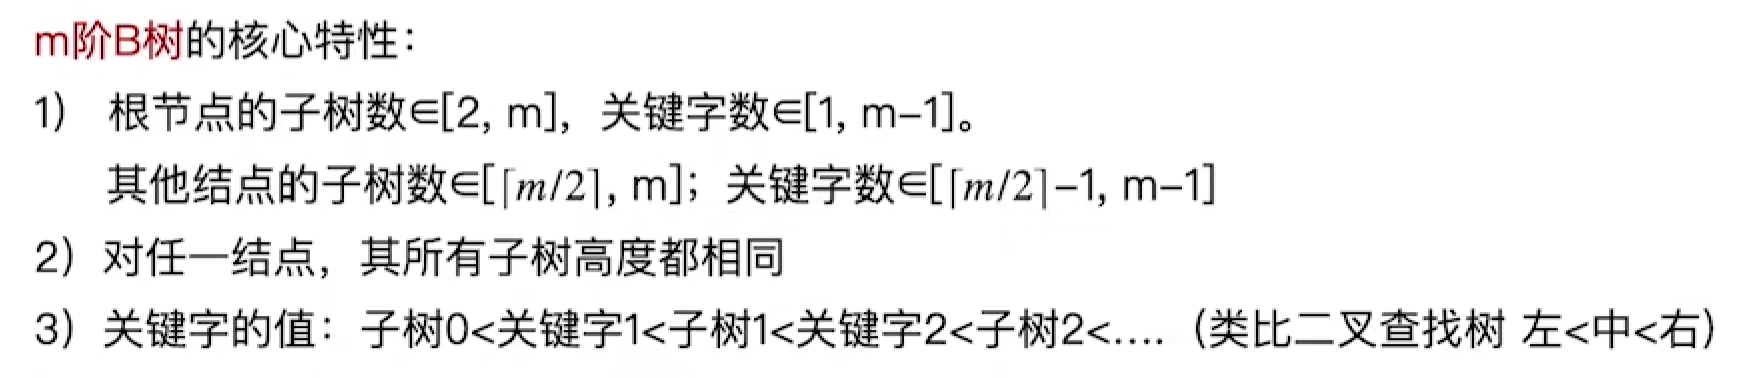 m阶B树的核心特性：
1） 根节点的子树数∈[2, m]，关键字数∈[1, m–1]。
其他结点的子树数∈[⌈m/2⌉, m]；关键字数∈[⌈m/2⌉–1, m–1]
2）对任一结点，其所有子树高度都相同
3）关键字的值：子树0<关键字1<子树1<关键字2<子树2<.... （类比二叉查找树 左<中<右）